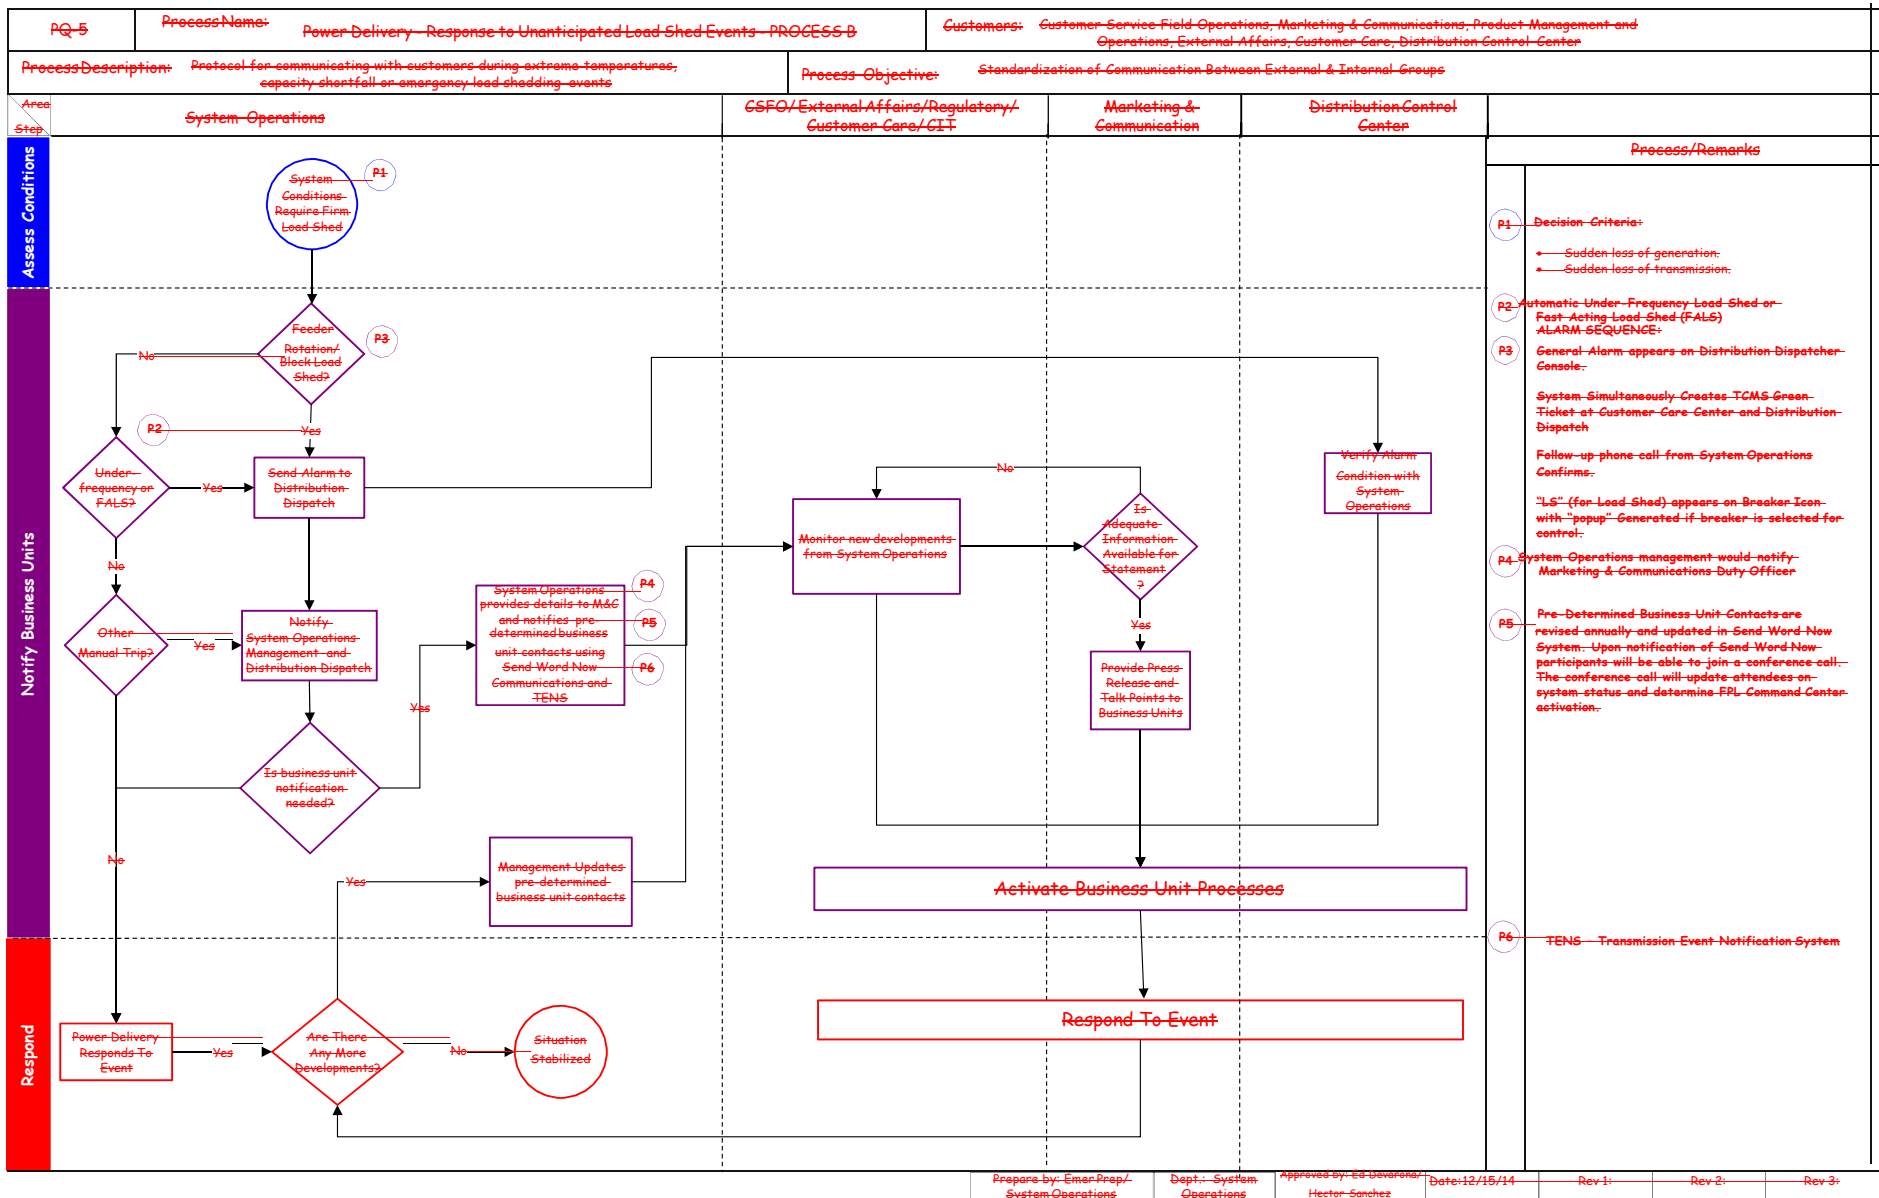 PQ-5
Process Name:
Power Delivery - Response to Unanticipated Load Shed Events - PROCESS B
Customers:
Customer Service Field Operations, Marketing & Communications, Product Management and
Operations, External Affairs, Customer Care, Distribution Control Center
Process Description:
Protocol for communicating with customers during extreme temperatures,
capacity shortfall or emergency load shedding events
Process Objective:
Standardization of Communication Between External & Internal Groups
Area
Step
System Operations
CSFO/External Affairs/Regulatory/
Customer Care/CIT
Marketing &
Communication
Distribution Control
Center
Process/Remarks
Assess Conditions
System
Conditions
Require Firm
Load Shed
P1
Notify Business Units
Feeder
Rotation/
Block Load
Shed?
P3
No
Yes
P2
Under-
frequency or
FALS?
Yes
Send Alarm to
Distribution
Dispatch
No
Other
Manual Trip?
Yes
Notify
System Operations
Management and
Distribution Dispatch
System Operations
provides details to M&C
and notifies pre-
determined business
unit contacts using
Send Word Now
Communications and
TENS
P4
P5
P6
Yes
Is business unit
notification
needed?
No
Yes
Management Updates
pre-determined
business unit contacts
No
Monitor new developments
from System Operations
Is
Adequate
Information
Available for
Statement
?
Yes
Provide Press
Release and
Talk Points to
Business Units
Verify Alarm
Condition with
System
Operations
Activate Business Unit Processes
Respond
Power Delivery
Responds To
Event
Yes
Are There
Any More
Developments?
No
Situation
Stabilized
Respond To Event
P1
Decision Criteria:
• Sudden loss of generation.
• Sudden loss of transmission.
P2
Automatic Under-Frequency Load Shed or
Fast Acting Load Shed (FALS)
ALARM SEQUENCE:
P3
General Alarm appears on Distribution Dispatcher
Console.
System Simultaneously Creates TCMS Green
Ticket at Customer Care Center and Distribution
Dispatch
Follow-up phone call from System Operations
Confirms.
“LS” (for Load Shed) appears on Breaker Icon
with “popup” Generated if breaker is selected for
control.
P4
System Operations management would notify
Marketing & Communications Duty Officer
P5
Pre-Determined Business Unit Contacts are
revised annually and updated in Send Word Now
System. Upon notification of Send Word Now
participants will be able to join a conference call.
The conference call will update attendees on
system status and determine FPL Command Center
activation.
P6
TENS - Transmission Event Notification System
Prepare by: Emer Prep/
System Operations
Dept.: System
Operations
Approved by: Ed Devarona/
Hector Sanchez
Date:12/15/14
Rev 1:
Rev 2:
Rev 3: